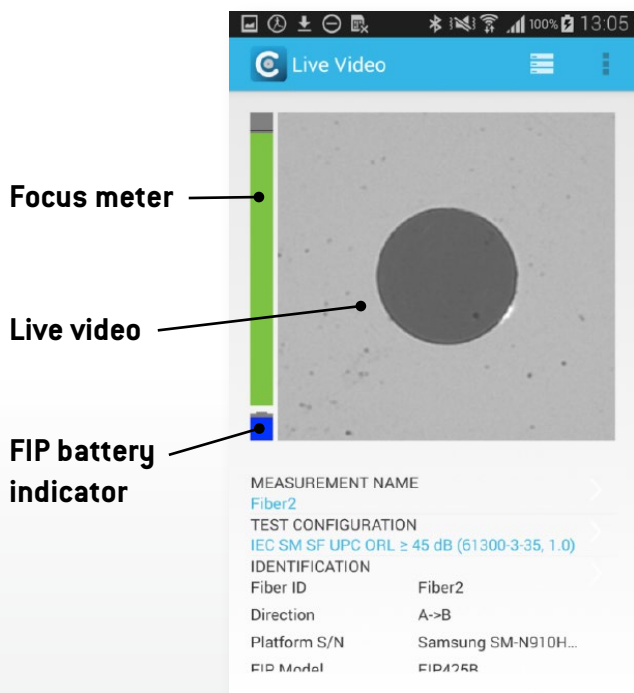 100% 13:05
Live Video
Focus meter
Live video
FIP battery
indicator
MEASUREMENT NAME
Fiber2
TEST CONFIGURATION
IEC SM SF UPC ORL ≥ 45 dB (61300-3-35, 1.0)
IDENTIFICATION
Fiber ID Fiber2
Direction A->B
Platform S/N Samsung SM-N910H...
FIP Model FIP425B